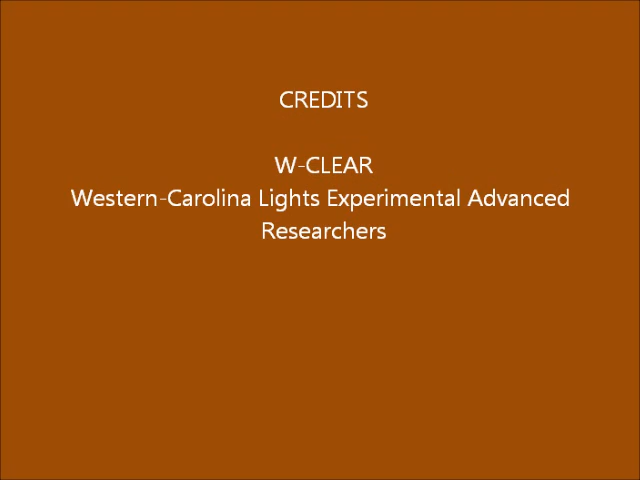 CREDITS
W-CLEAR
Western-Carolina Lights Experimental Advanced
Researchers